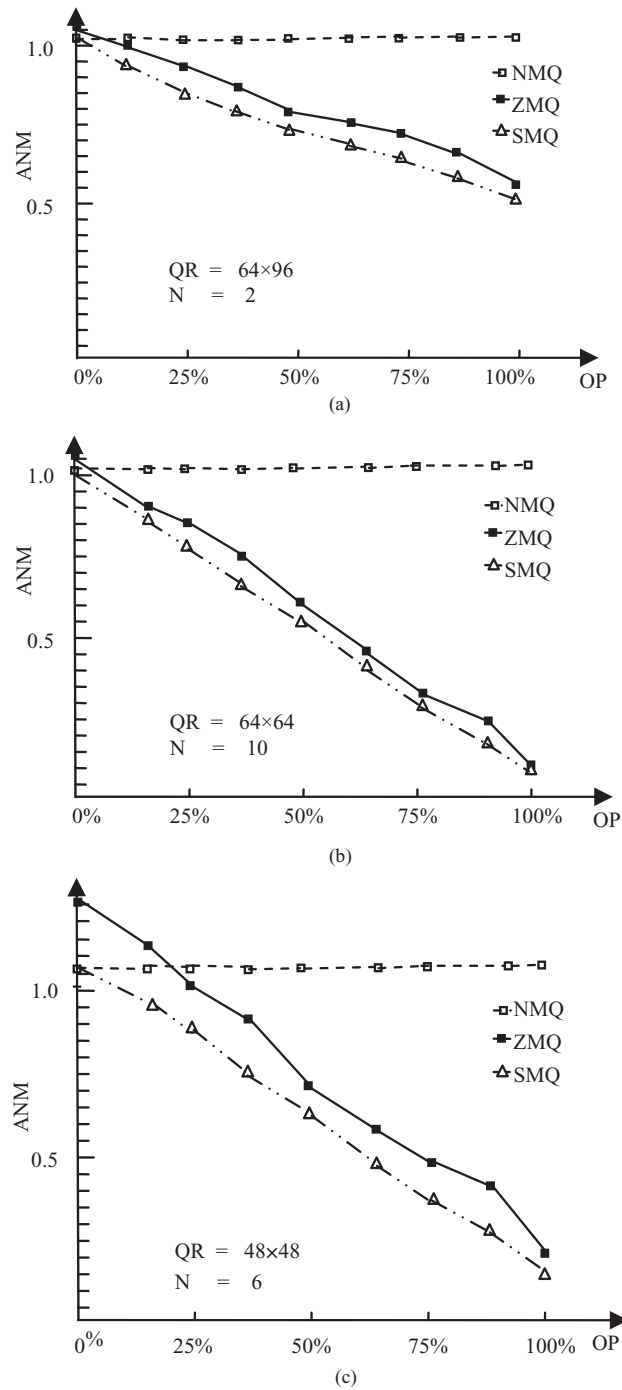 1.0
NMQ
ZMQ
SMQ
ANM
0.5
QR = 64×96
N = 2
0% 25% 50% 75% 100% OP
(a)
1.0
NMQ
ZMQ
SMQ
ANM
0.5
QR = 64×64
N = 10
0% 25% 50% 75% 100% OP
(b)
1.0
NMQ
ZMQ
SMQ
ANM
0.5
QR = 48×48
N = 6
0% 25% 50% 75% 100% OP
(c)